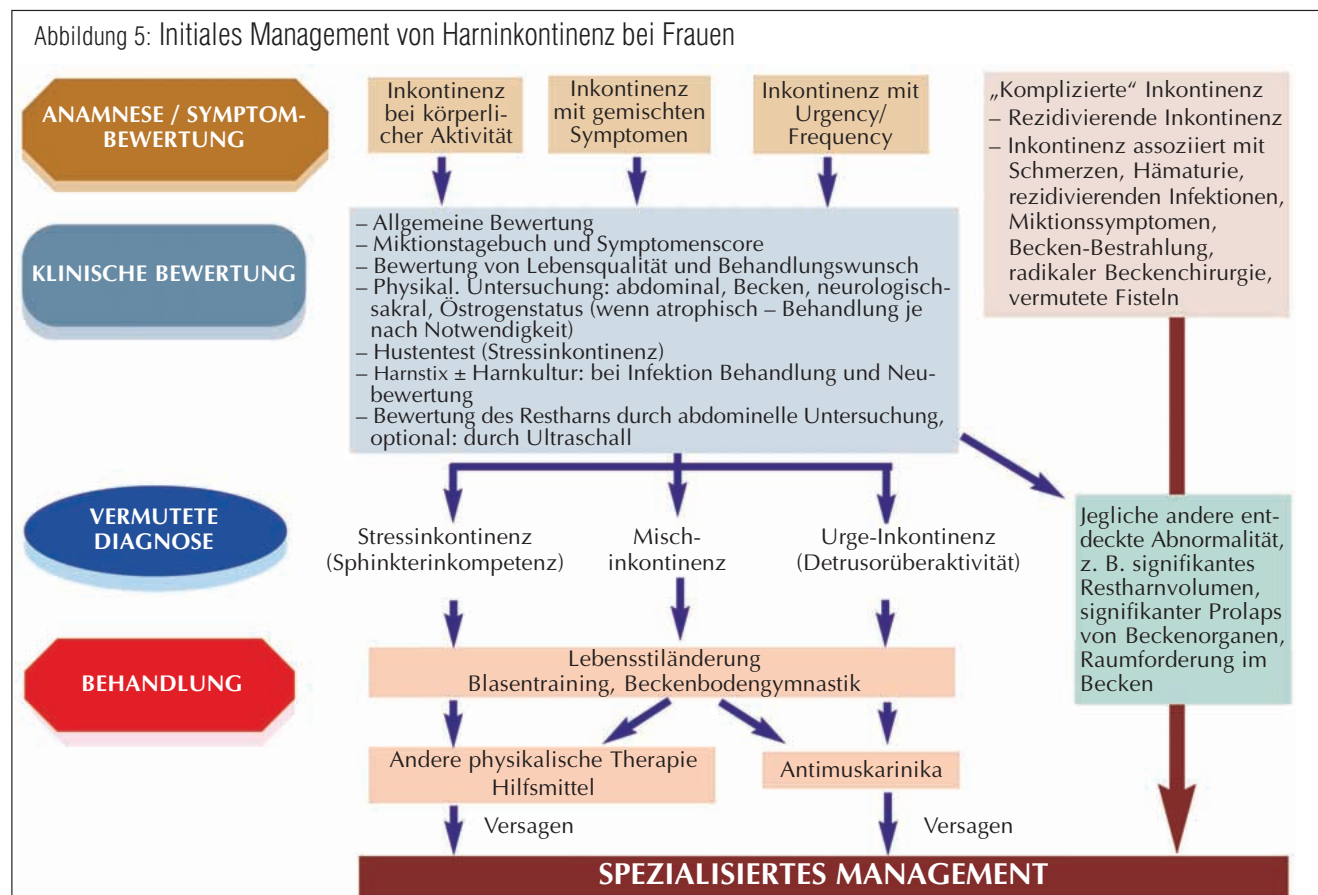 Abbildung 5: Initiales Management von Harninkontinenz bei Frauen
ANAMNESE / SYMPTOM-
BEWERTUNG
Inkontinenz
bei körperli-
cher Aktivität
Inkontinenz
mit gemischten
Symptomen
Inkontinenz mit
Urgency/
Frequency
„Komplizierte“ Inkontinenz
– Rezidivierende Inkontinenz
– Inkontinenz assoziiert mit
Schmerzen, Hämaturie,
rezidivierenden Infektionen,
Miktionssymptomen,
Becken-Bestrahlung,
radikaler Beckenchirurgie,
vermutete Fisteln
KLINISCHE BEWERTUNG
– Allgemeine Bewertung
– Miktionstagebuch und Symptomenscore
– Bewertung von Lebensqualität und Behandlungswunsch
– Physikal. Untersuchung: abdominal, Becken, neurologisch-
sakral, Östrogenstatus (wenn atrophisch – Behandlung je
nach Notwendigkeit)
– Hustentest (Stressinkontinenz)
– Harnstix ± Harnkultur: bei Infektion Behandlung und Neu-
bewertung
– Bewertung des Restharns durch abdominelle Untersuchung,
optional: durch Ultraschall
VERMUTETE
DIAGNOSE
Stressinkontinenz
(Sphinkterinkompetenz)
Misch-
inkontinenz
Urge-Inkontinenz
(Detrusorüberaktivität)
Jegliche andere ent-
deckte Abnormalität,
z. B. signifikantes
Restharnvolumen,
signifikanter Prolaps
von Beckenorganen,
Raumforderung im
Becken
BEHANDLUNG
Lebensstiländerung
Blasentraining, Beckenbodengymnastik
Andere physikalische Therapie
Hilfsmittel
Antimuskarinika
Versagen
Versagen
SPEZIALISIERTES MANAGEMENT